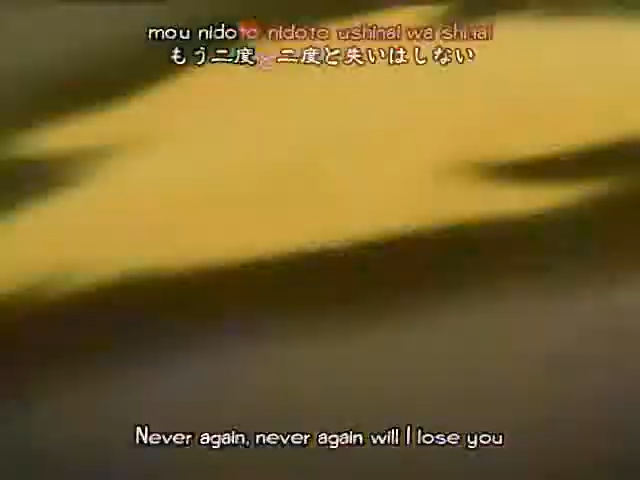 mou nidoto nidoto ushinai wa shinai
もう二度と二度と失いはしない
Never again, never again will I lose you